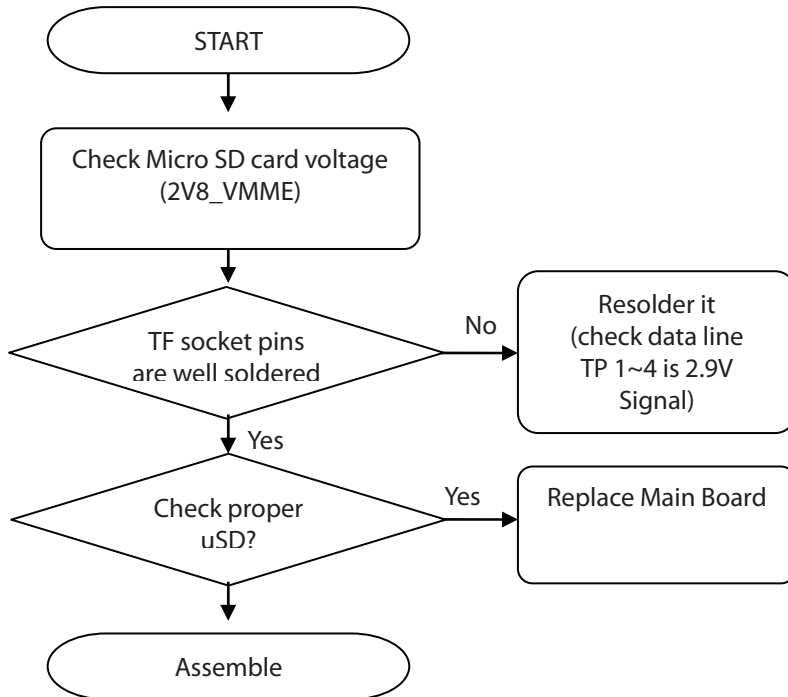 START
Check Micro SD card voltage
(2V8_VMME)
TF socket pins
are well soldered
No
Resolder it
(check data line
TP 1~4 is 2.9V
Signal)
Yes
Check proper
uSD?
Yes
Replace Main Board
Assemble